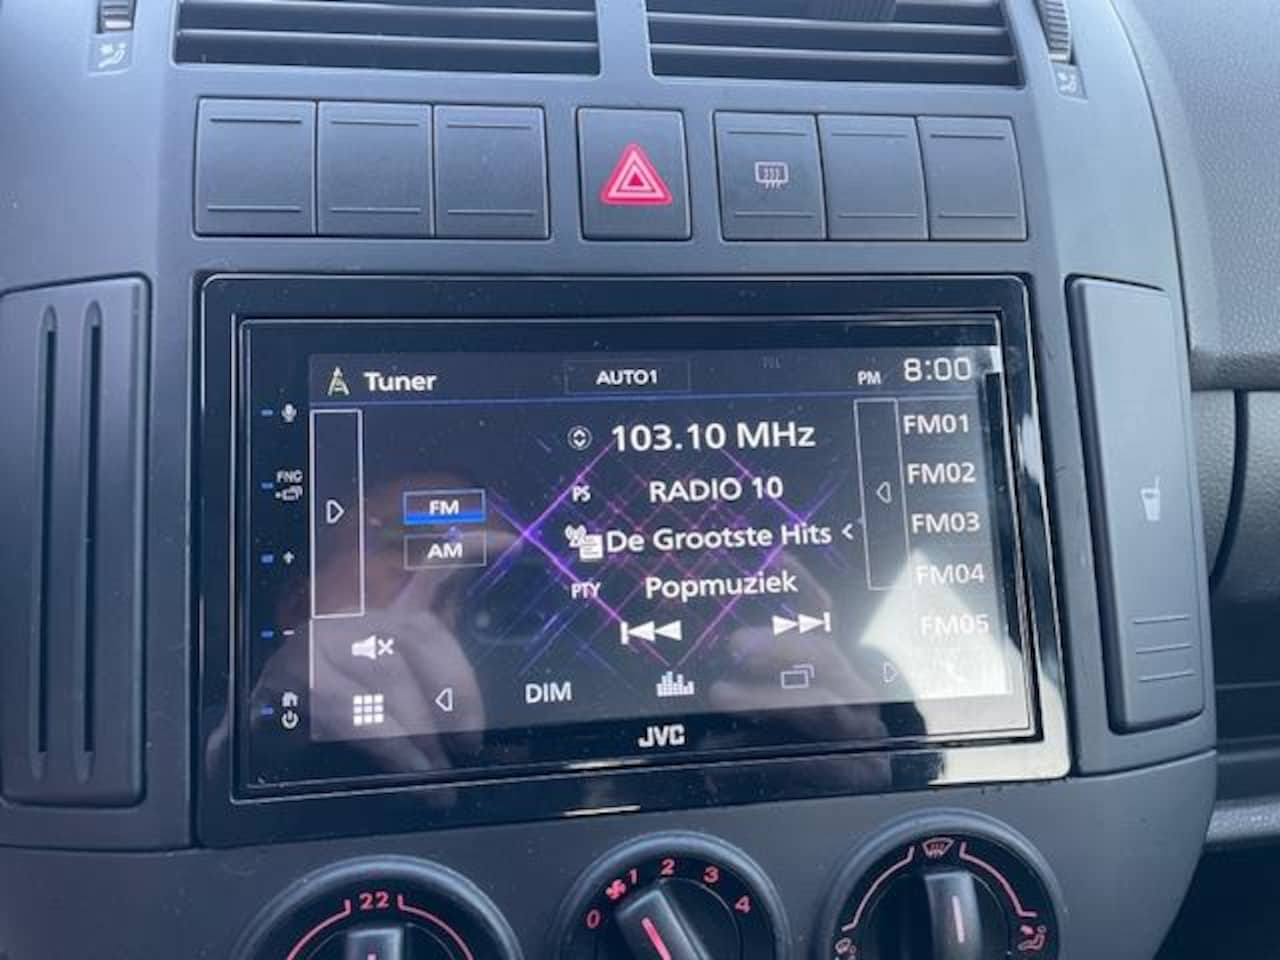 Tuner
AUTO1
PM 8:00
103.10 MHz
PS RADIO 10
De Grootste Hits <
PTY Popmuziek
FM
AM
FM01
FM02
FM03
FM04
FM05
FNC
+
-
DIM
JVC
22
0 1 2 3 4